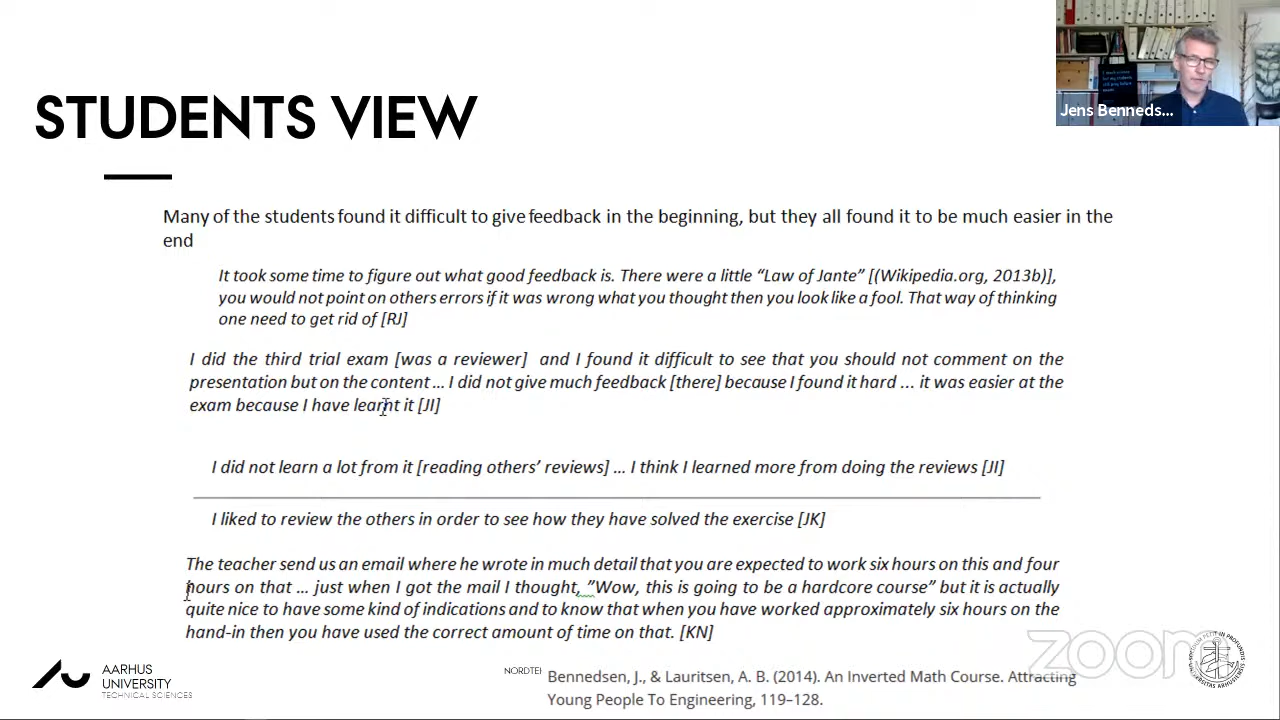 STUDENTS VIEW
Jens Benneds...
Many of the students found it difficult to give feedback in the beginning, but they all found it to be much easier in the
end
It took some time to figure out what good feedback is. There were a little “Law of Jante” [(Wikipedia.org, 2013b)],
you would not point on others errors if it was wrong what you thought then you look like a fool. That way of thinking
one need to get rid of [RJ]
I did the third trial exam [was a reviewer] and I found it difficult to see that you should not comment on the
presentation but on the content … I did not give much feedback [there] because I found it hard ... it was easier at the
exam because I have learnt it [JI]
I did not learn a lot from it [reading others’ reviews] … I think I learned more from doing the reviews [JI]
I liked to review the others in order to see how they have solved the exercise [JK]
The teacher send us an email where he wrote in much detail that you are expected to work six hours on this and four
hours on that … just when I got the mail I thought, ”Wow, this is going to be a hardcore course” but it is actually
quite nice to have some kind of indications and to know that when you have worked approximately six hours on the
hand-in then you have used the correct amount of time on that. [KN]
zoom
AARHUS
UNIVERSITY
TECHNICAL SCIENCES
NORDTEK
Bennedsen, J., & Lauritsen, A. B. (2014). An Inverted Math Course. Attracting
Young People To Engineering, 119–128.